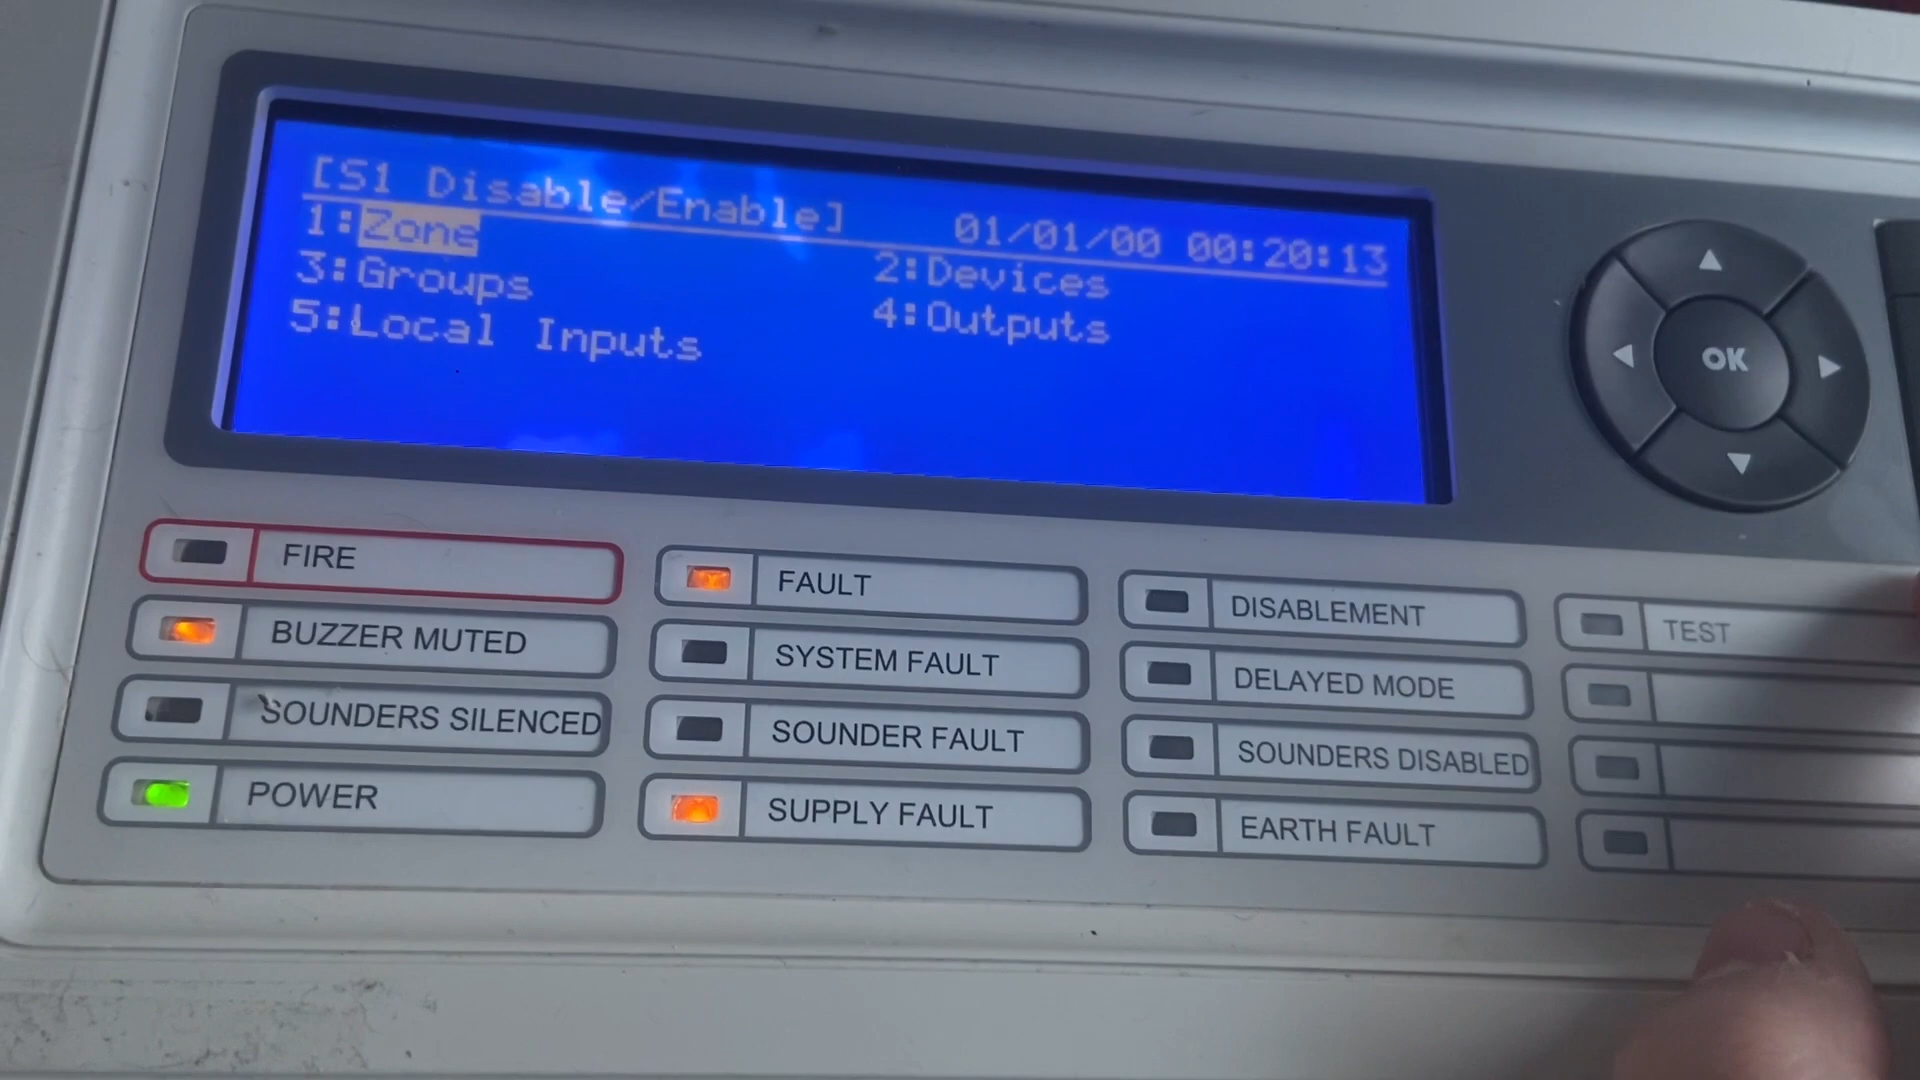 [S1 Disable/Enable] 01/01/00 00:20:13
1:Zone 2:Devices
3:Groups 4:Outputs
5:Local Inputs
OK
FIRE FAULT DISABLEMENT TEST
BUZZER MUTED SYSTEM FAULT DELAYED MODE
SOUNDERS SILENCED SOUNDER FAULT SOUNDERS DISABLED
POWER SUPPLY FAULT EARTH FAULT